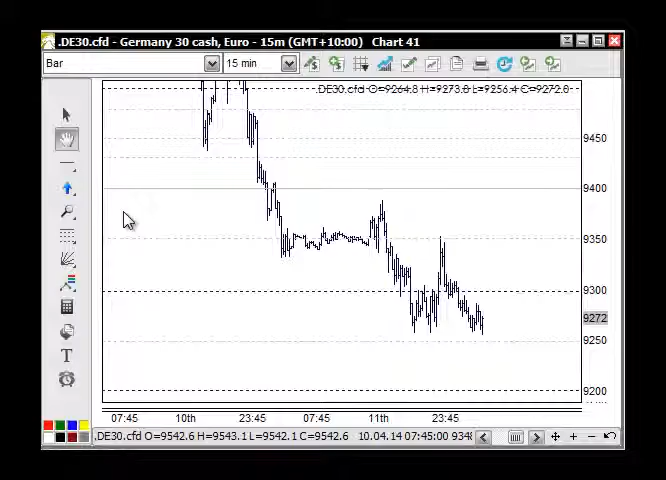 .DE30.cfd - Germany 30 cash, Euro - 15m (GMT+10:00) Chart 41
Bar 15 min
.DE30.cfd O=9264.8 H=9273.8 L=9256.4 C=9272.8
9450
9400
9350
9300
9272
9250
9200
07:45 10th 23:45 07:45 11th 23:45
.DE30.cfd O=9542.6 H=9543.1 L=9542.1 C=9542.6 10.04.14 07:45:00 934